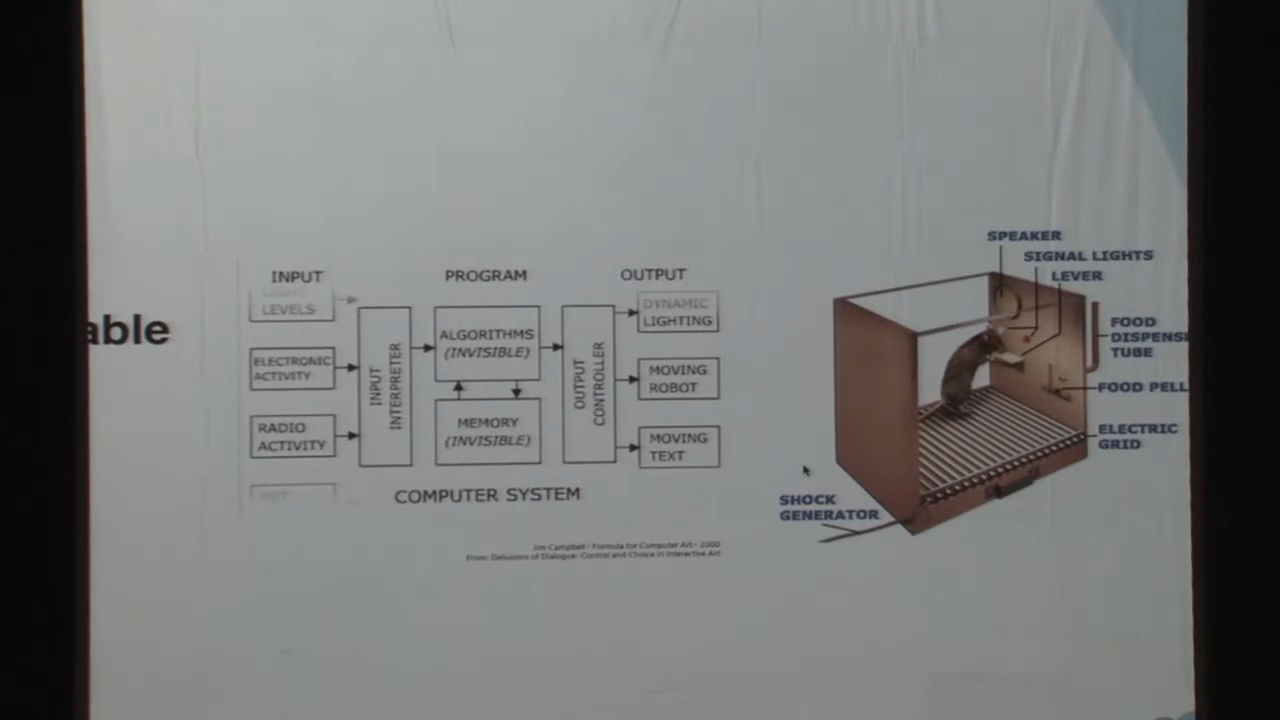 able
INPUT
PROGRAM
OUTPUT
LIGHT
LEVELS
ELECTRONIC
ACTIVITY
RADIO
ACTIVITY
INPUT
INTERPRETER
ALGORITHMS
(INVISIBLE)
MEMORY
(INVISIBLE)
OUTPUT
CONTROLLER
DYNAMIC
LIGHTING
MOVING
ROBOT
MOVING
TEXT
COMPUTER SYSTEM
Jim Campbell - Formula for Computer Art - 2000
From: Delusions of Dialogue: Control and Choice in Interactive Art
SPEAKER
SIGNAL LIGHTS
LEVER
FOOD
DISPENS
TUBE
FOOD PELL
ELECTRIC
GRID
SHOCK
GENERATOR